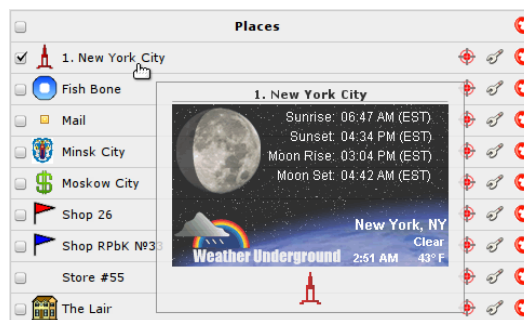 Places
1. New York City
Fish Bone
Mail
Minsk City
Moskow City
Shop 26
Shop RPbK №33
Store #55
The Lair
1. New York City
Sunrise: 06:47 AM (EST)
Sunset: 04:34 PM (EST)
Moon Rise: 03:04 PM (EST)
Moon Set: 04:42 AM (EST)
New York, NY
Clear
Weather Underground 2:51 AM 43°F